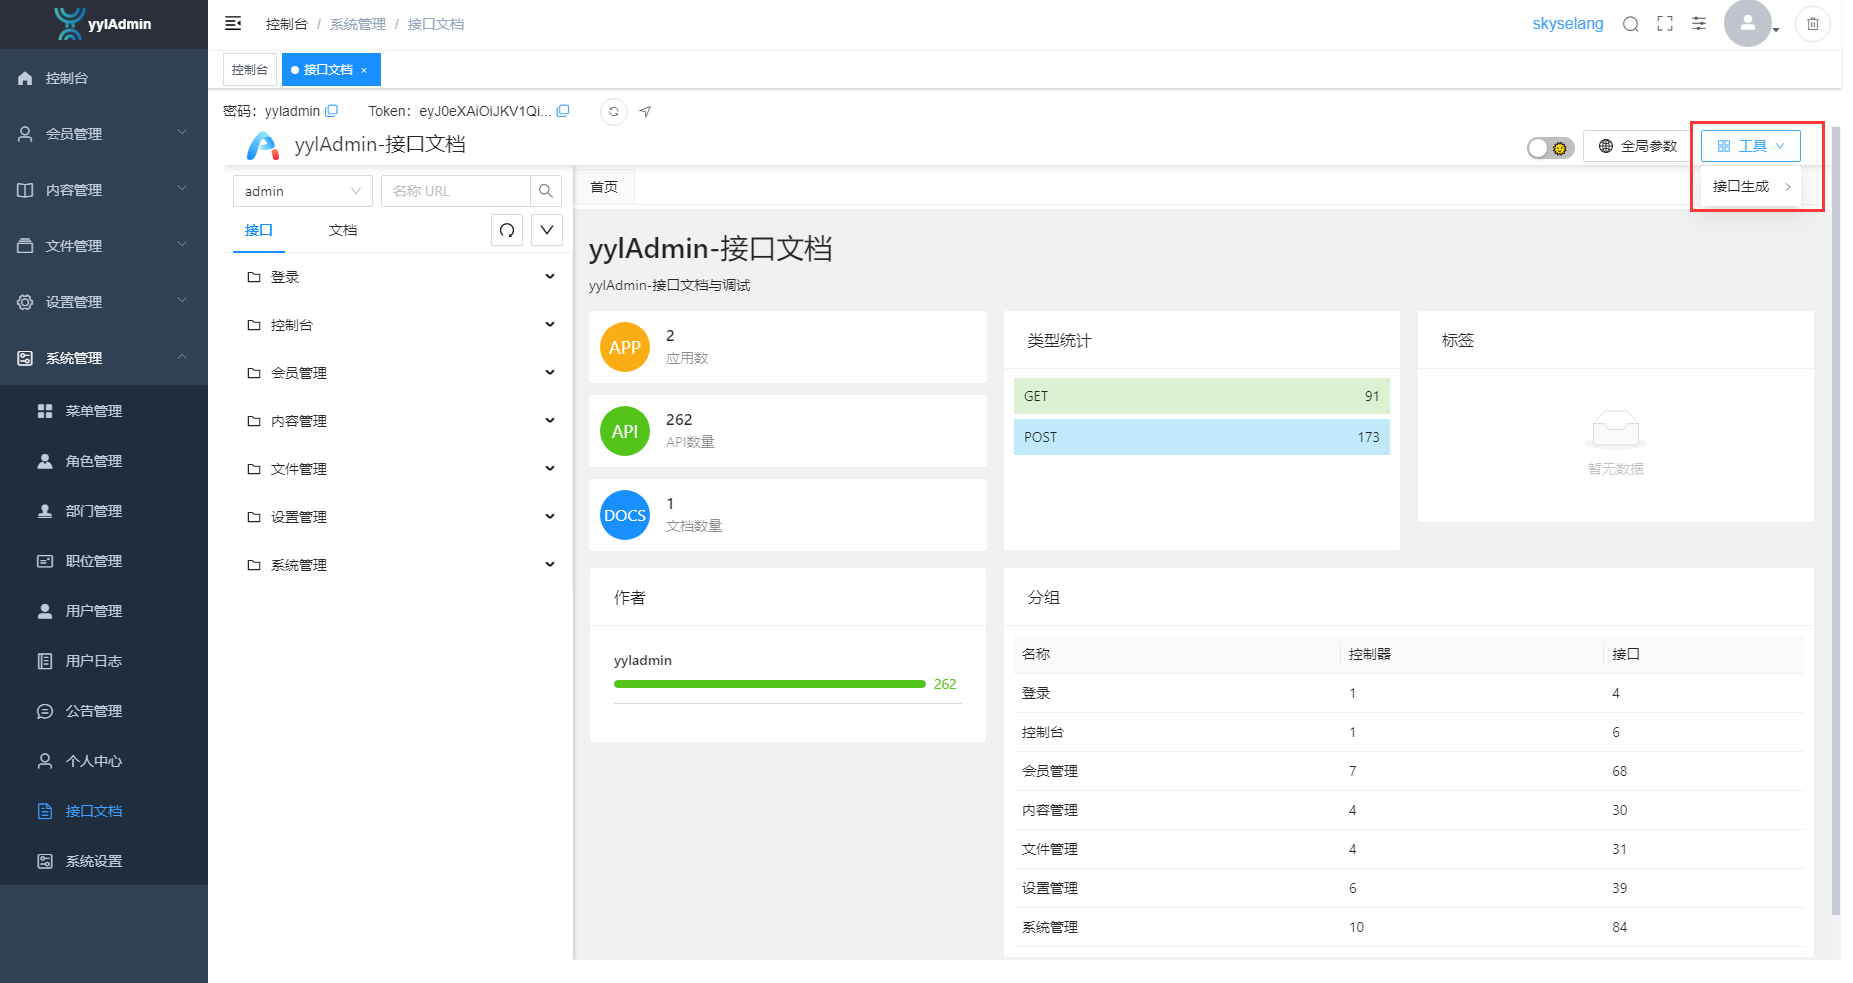 yylAdmin
控制台 / 系统管理 / 接口文档
skyselang
控制台
接口文档 ×
密码：yyladmin
Token：eyJ0eXAiOiJKV1Qi...
yylAdmin-接口文档
全局参数
工具
接口生成
控制台
会员管理
内容管理
文件管理
设置管理
系统管理
菜单管理
角色管理
部门管理
职位管理
用户管理
用户日志
公告管理
个人中心
接口文档
系统设置
admin
名称 URL
接口
文档
登录
控制台
会员管理
内容管理
文件管理
设置管理
系统管理
首页
yylAdmin-接口文档
yylAdmin-接口文档与调试
APP
2
应用数
API
262
API数量
DOCS
1
文档数量
类型统计
GET 91
POST 173
标签
暂无数据
作者
yyladmin
262
分组
名称 控制器 接口
登录 1 4
控制台 1 6
会员管理 7 68
内容管理 4 30
文件管理 4 31
设置管理 6 39
系统管理 10 84